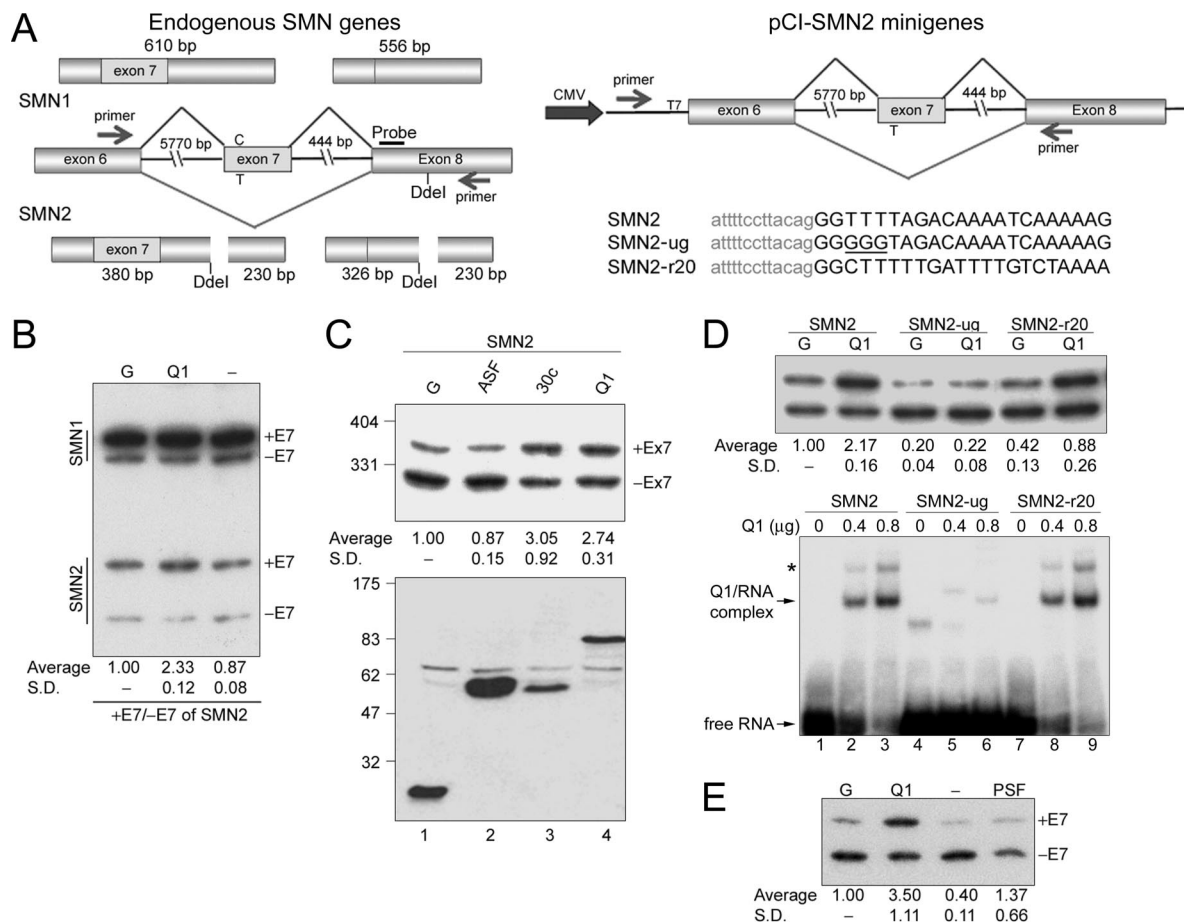 A
Endogenous SMN genes
610 bp
556 bp
exon 7
SMN1
primer
5770 bp
C
444 bp
Probe
exon 6
exon 7
Exon 8
T
DdeI
primer
SMN2
exon 7
380 bp
DdeI
230 bp
326 bp
DdeI
230 bp
pCI-SMN2 minigenes
CMV
primer
T7
5770 bp
444 bp
exon 6
exon 7
Exon 8
T
primer
SMN2 attttccttacagGGTTTTAGACAAAATCAAAAAG
SMN2-ug attttccttacagGGGGGTAGACAAAATCAAAAAG
SMN2-r20 attttccttacagGGCTTTTTGATTTTGTCTAAAA
B
G Q1 –
SMN1
+E7
–E7
SMN2
+E7
–E7
Average 1.00 2.33 0.87
S.D. – 0.12 0.08
+E7/–E7 of SMN2
C
SMN2
G ASF 30c Q1
404
331
+Ex7
–Ex7
Average 1.00 0.87 3.05 2.74
S.D. – 0.15 0.92 0.31
175
83
62
47
32
1 2 3 4
D
SMN2 SMN2-ug SMN2-r20
G Q1 G Q1 G Q1
Average 1.00 2.17 0.20 0.22 0.42 0.88
S.D. – 0.16 0.04 0.08 0.13 0.26
SMN2 SMN2-ug SMN2-r20
Q1 (µg) 0 0.4 0.8 0 0.4 0.8 0 0.4 0.8
*
Q1/RNA
complex
free RNA
1 2 3 4 5 6 7 8 9
E
G Q1 – PSF
+E7
–E7
Average 1.00 3.50 0.40 1.37
S.D. – 1.11 0.11 0.66